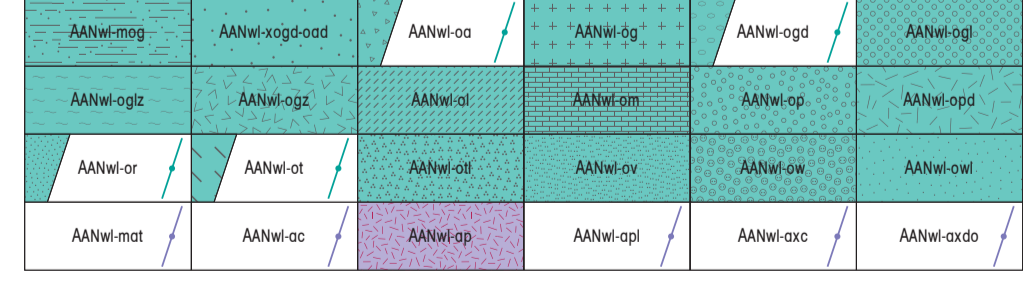 AANwl-mog AANwl-xogd-oad AANwl-oa AANwl-og AANwl-ogd AANwl-ogl
AANwl-oglz AANwl-ogz AANwl-ol AANwl-om AANwl-op AANwl-opd
AANwl-or AANwl-ot AANwl-otl AANwl-ov AANwl-ow AANwl-owl
AANwl-mat AANwl-ac AANwl-ap AANwl-apl AANwl-axc AANwl-axdo